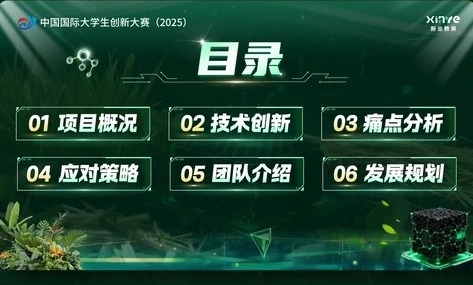 中国国际大学生创新大赛（2025）
XINYE
新业教赛
目录
01 项目概况
02 技术创新
03 痛点分析
04 应对策略
05 团队介绍
06 发展规划